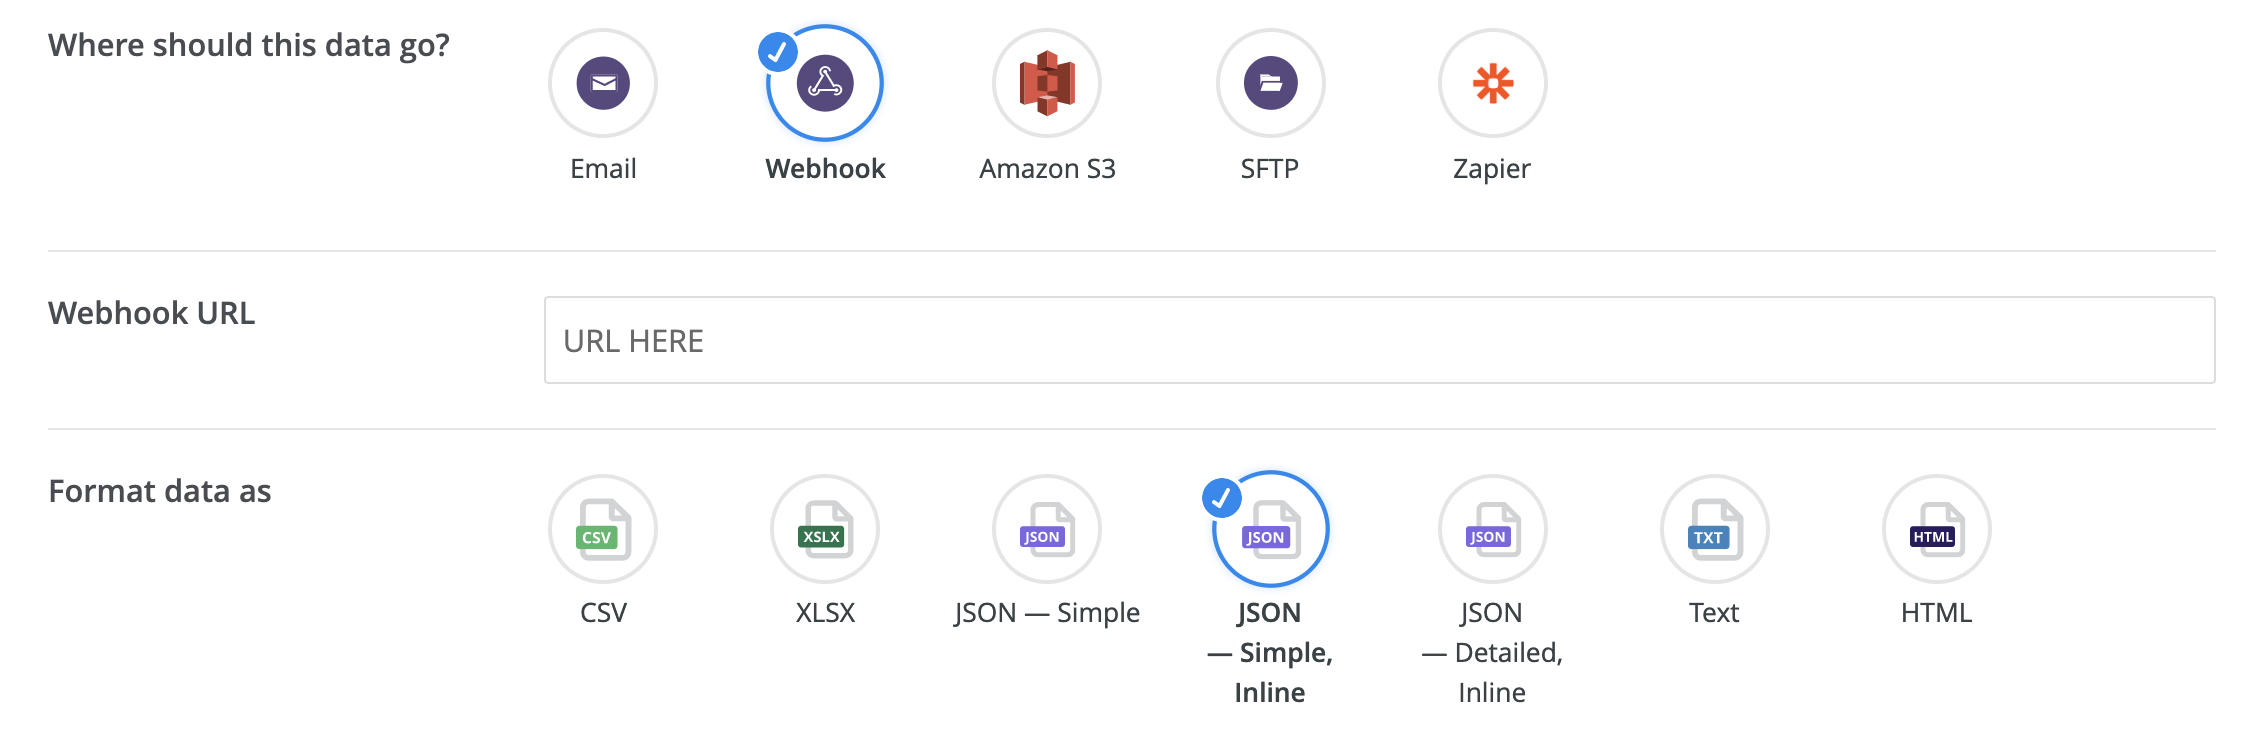 Where should this data go?
Email
Webhook
Amazon S3
SFTP
Zapier
Webhook URL
URL HERE
Format data as
CSV
XSLX
JSON
JSON
JSON
TXT
HTML
CSV
XLSX
JSON — Simple
JSON
— Simple,
Inline
JSON
— Detailed,
Inline
Text
HTML